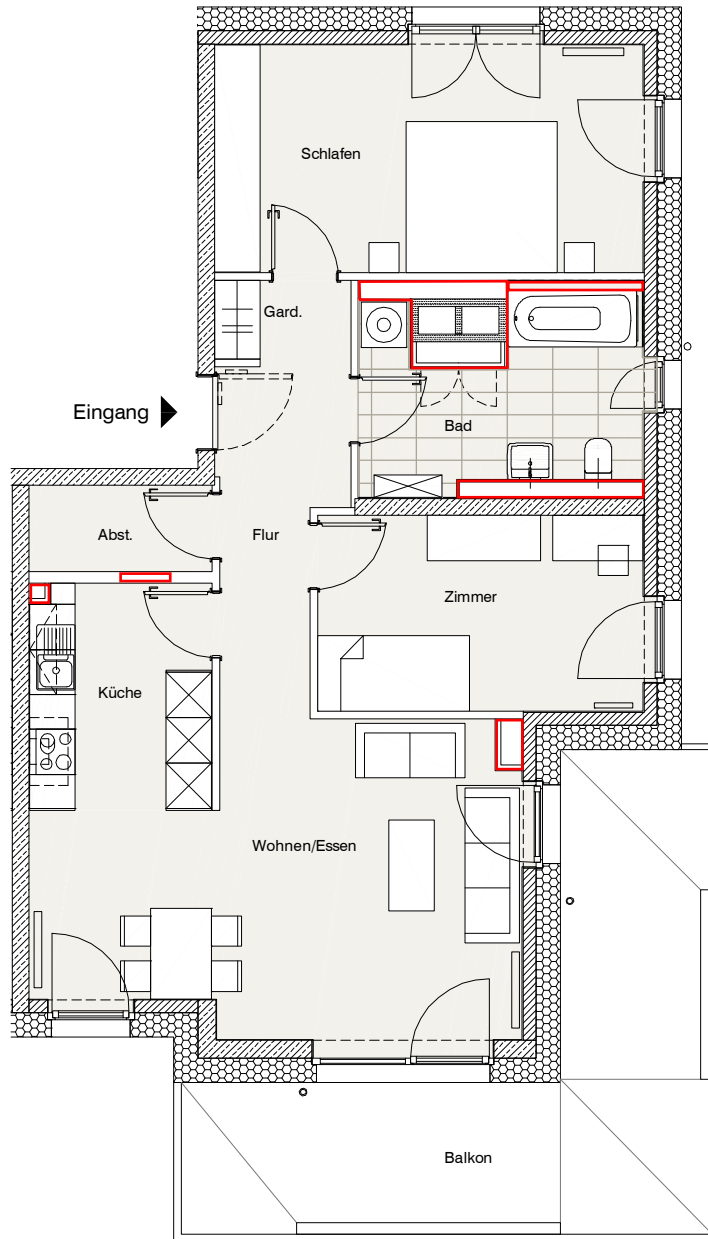 Schlafen
Gard.
Eingang
Bad
Abst.
Flur
Zimmer
Küche
Wohnen/Essen
Balkon